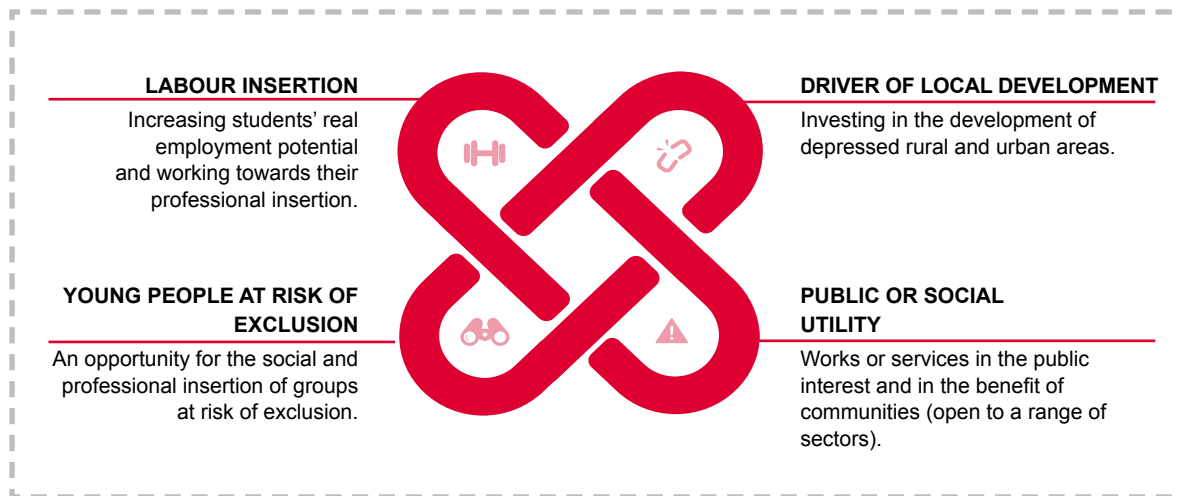 LABOUR INSERTION
Increasing students' real
employment potential
and working towards their
professional insertion.
DRIVER OF LOCAL DEVELOPMENT
Investing in the development of
depressed rural and urban areas.
YOUNG PEOPLE AT RISK OF
EXCLUSION
An opportunity for the social and
professional insertion of groups
at risk of exclusion.
PUBLIC OR SOCIAL
UTILITY
Works or services in the public
interest and in the benefit of
communities (open to a range of
sectors).